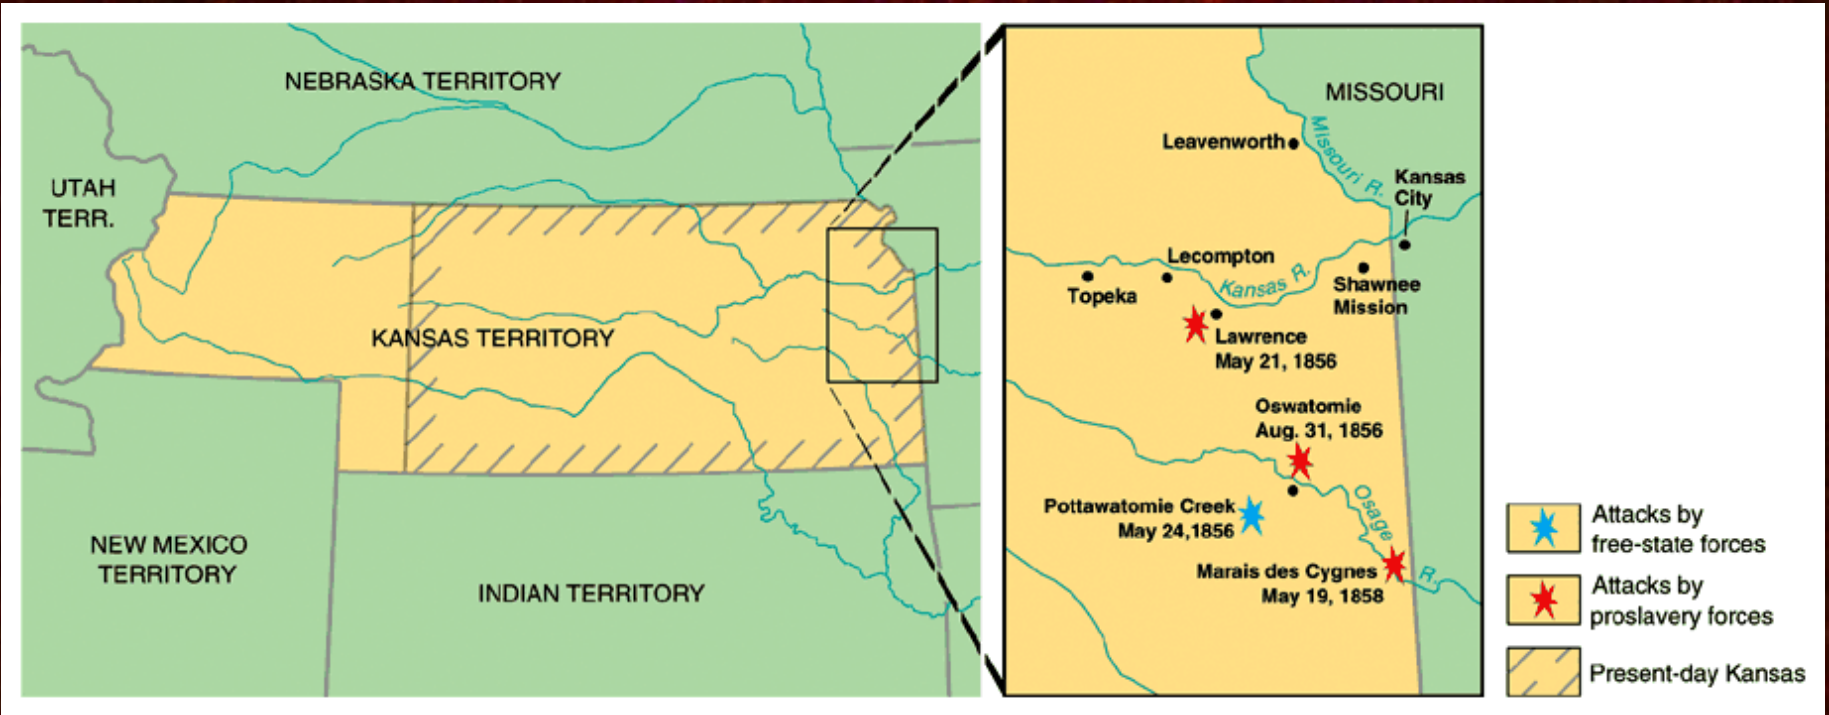 NEBRASKA TERRITORY
UTAH
TERR.
KANSAS TERRITORY
NEW MEXICO
TERRITORY
INDIAN TERRITORY
MISSOURI
Leavenworth
Missouri R.
Kansas
City
Lecompton
Topeka
Kansas R.
Shawnee
Mission
Lawrence
May 21, 1856
Oswatomie
Aug. 31, 1856
Pottawatomie Creek
May 24,1856
Osage
R.
Marais des Cygnes
May 19, 1858
Attacks by
free-state forces
Attacks by
proslavery forces
Present-day Kansas